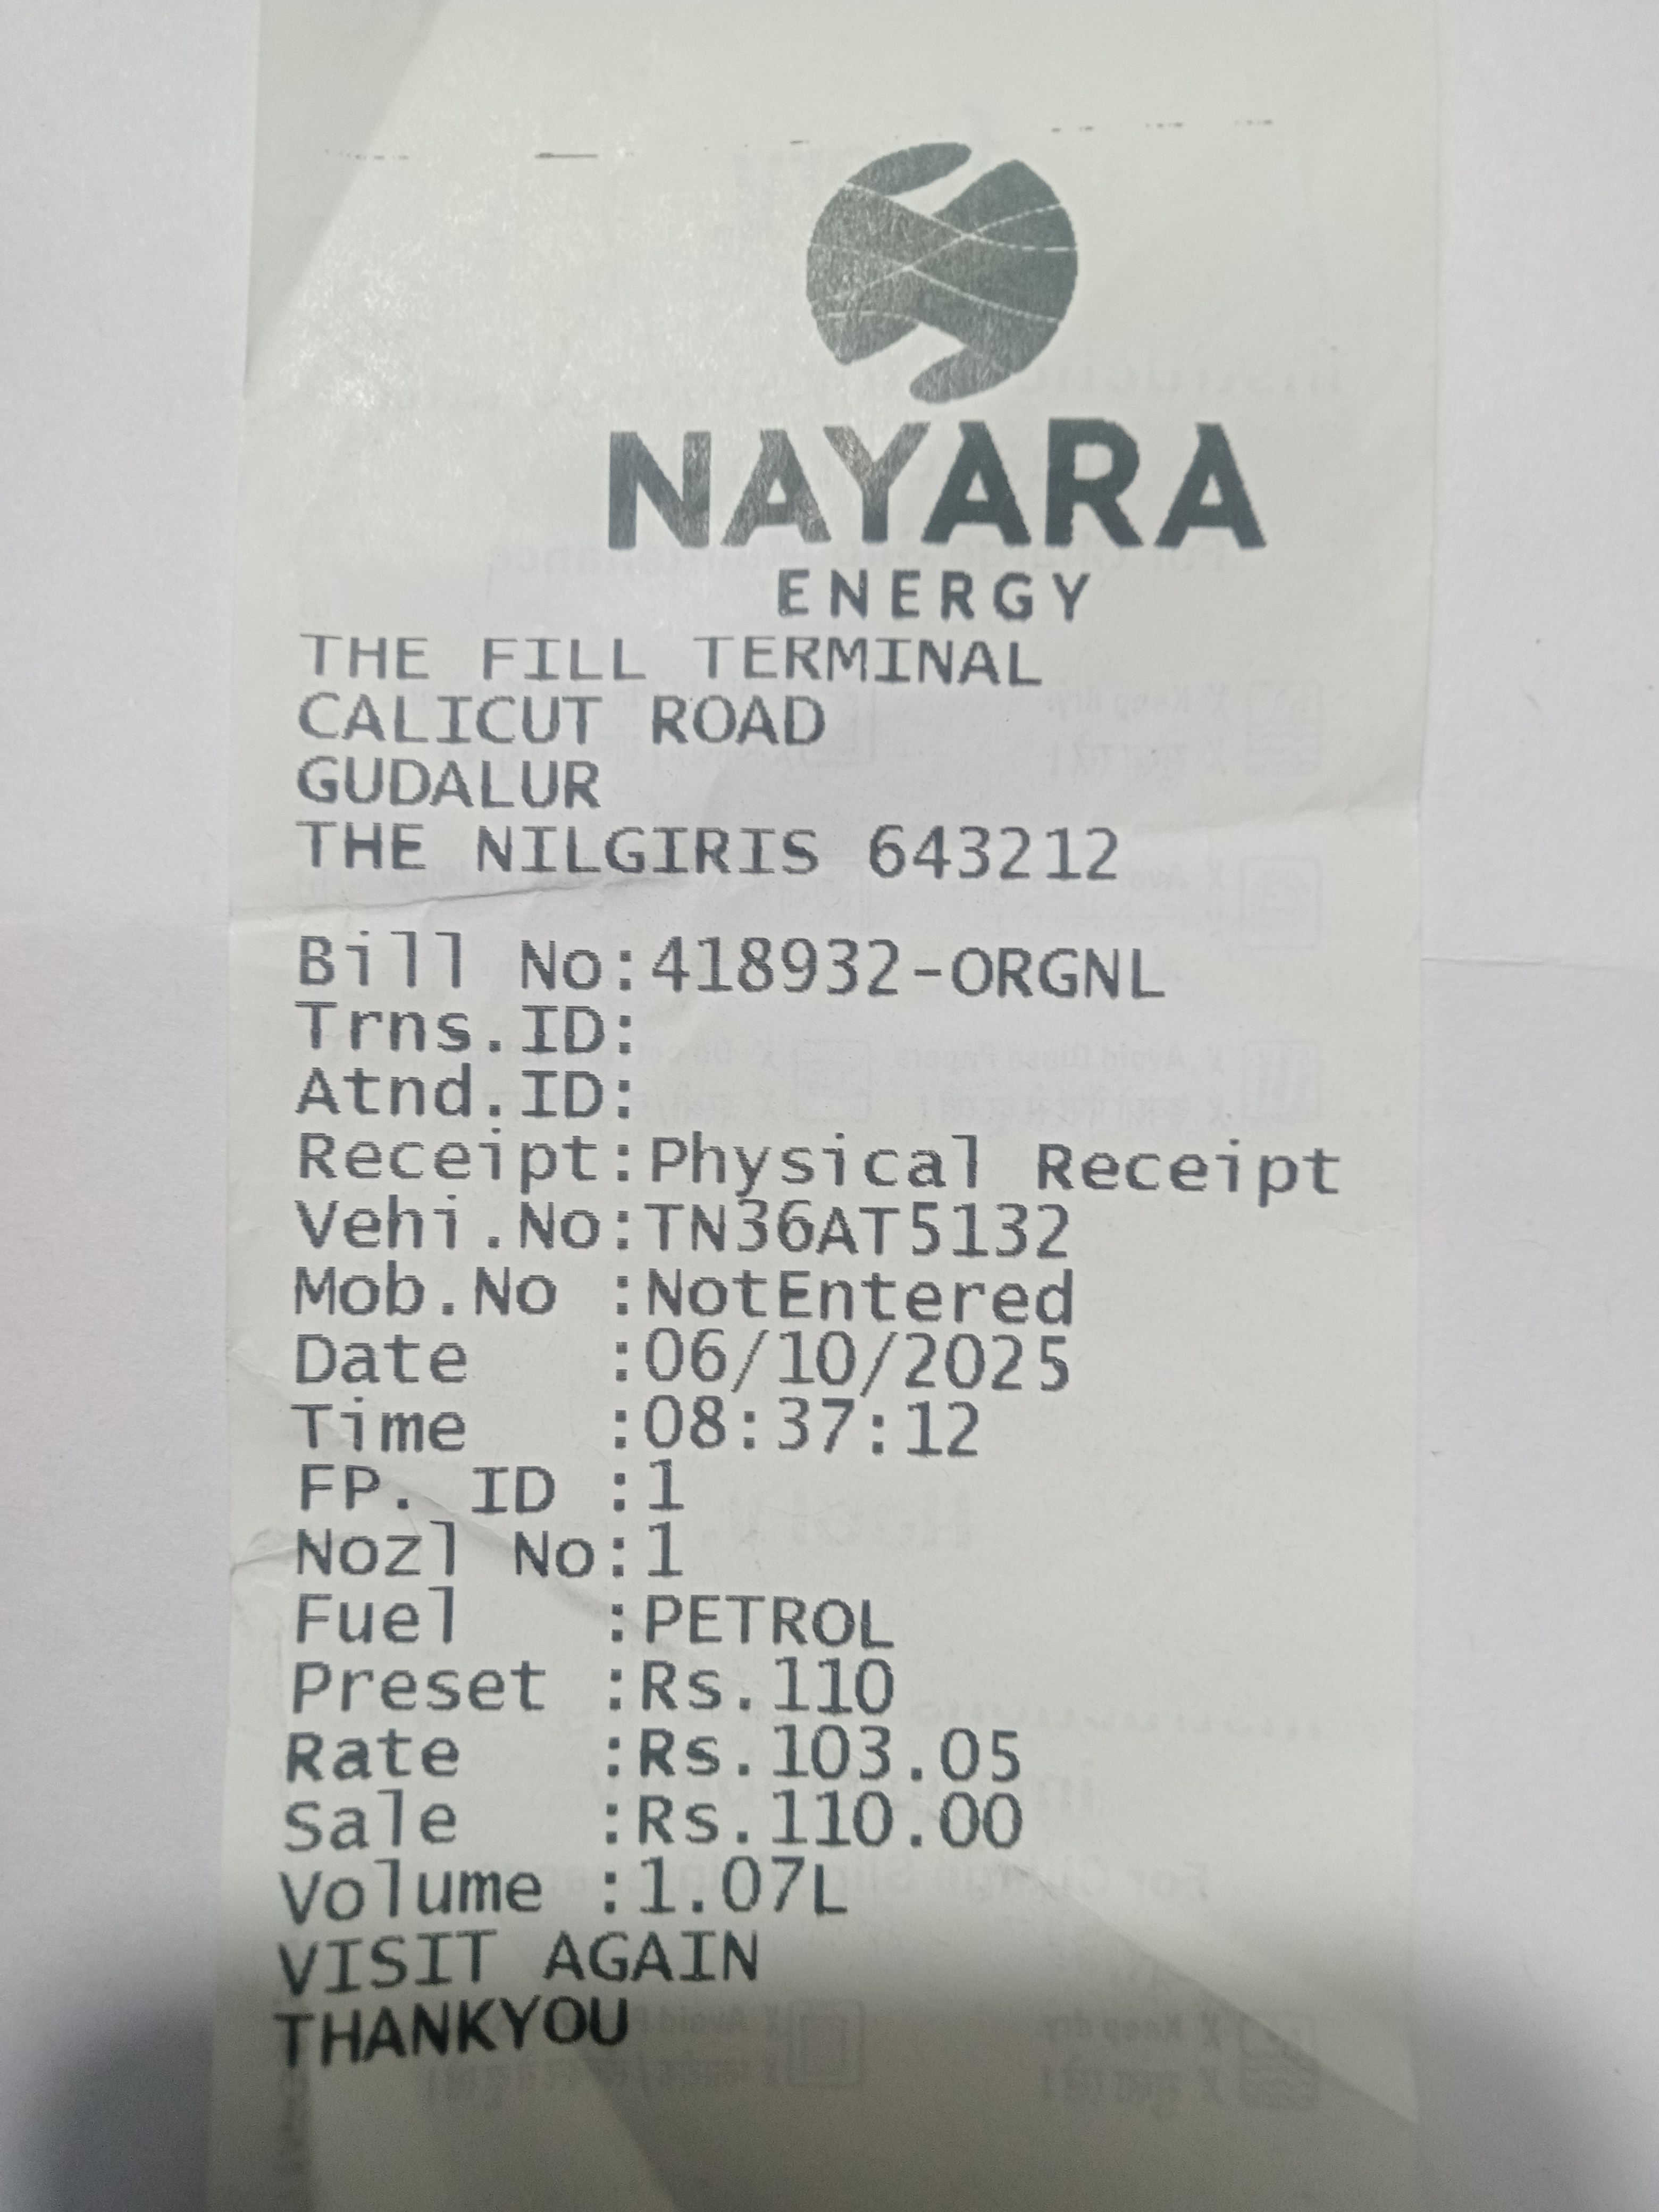 NAYARA
ENERGY
THE FILL TERMINAL
CALICUT ROAD
GUDALUR
THE NILGIRIS 643212
Bill No:418932-ORGNL
Trns.ID:
Atnd.ID:
Receipt:Physical Receipt
Vehi.No:TN36AT5132
Mob.No :NotEntered
Date   :06/10/2025
Time   :08:37:12
FP. ID :1
Nozl No:1
Fuel   :PETROL
Preset :Rs.110
Rate   :Rs.103.05
Sale   :Rs.110.00
Volume :1.07L
VISIT AGAIN
THANKYOU